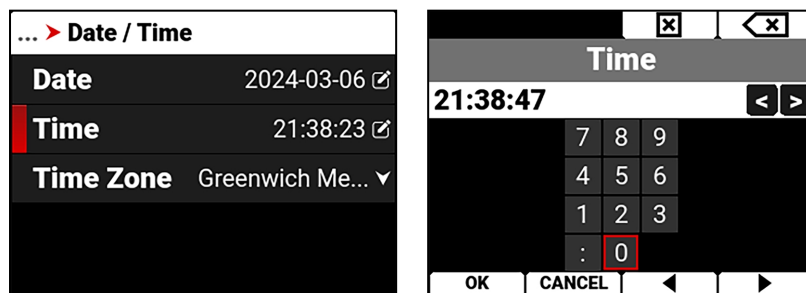 ... > Date / Time
Date 2024-03-06
Time 21:38:23
Time Zone Greenwich Me...
Time
21:38:47 < >
7 8 9
4 5 6
1 2 3
: 0
OK CANCEL